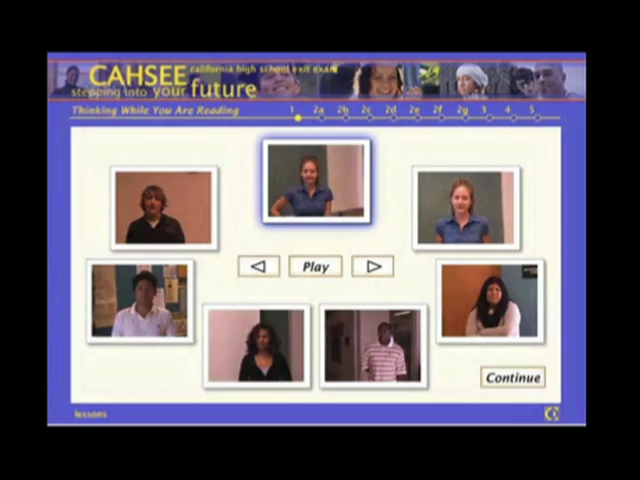 CAHSEE california high school exit exam
stepping into your future
Thinking While You Are Reading 1 2a 2b 2c 2d 2e 2f 2g 3 4 5
Play
Continue
lessons